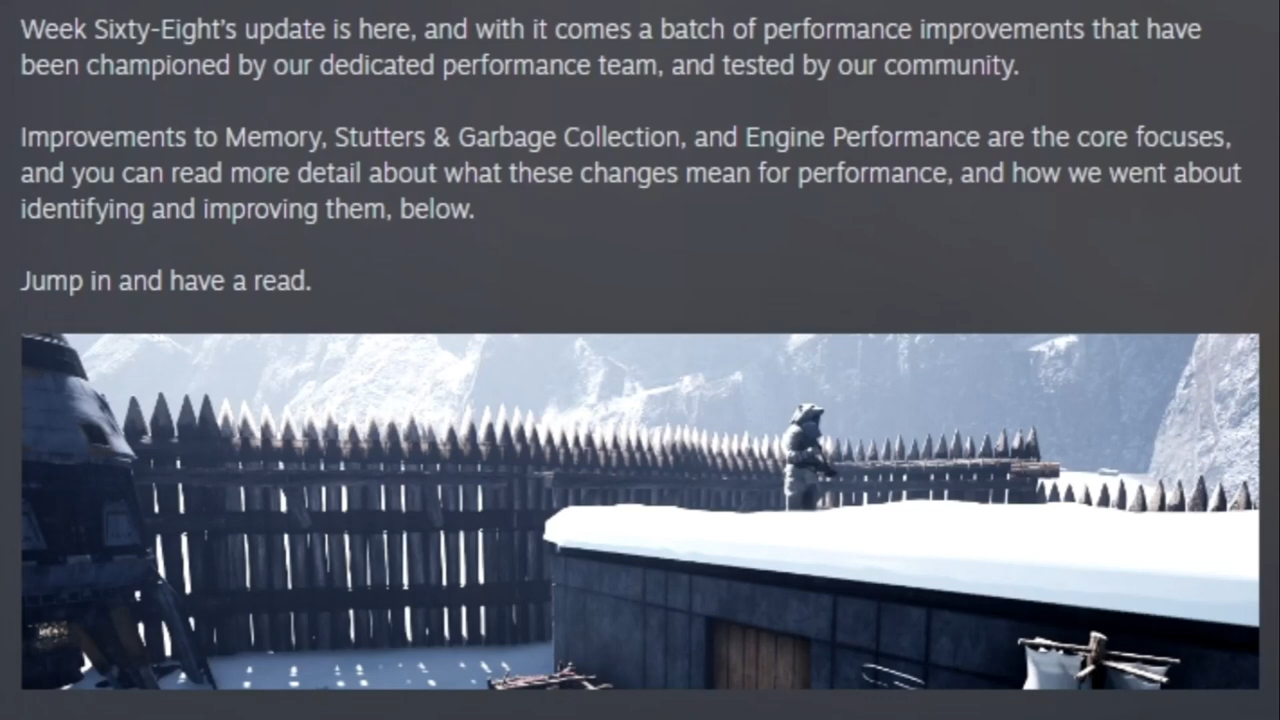 Week Sixty-Eight’s update is here, and with it comes a batch of performance improvements that have
been championed by our dedicated performance team, and tested by our community.
Improvements to Memory, Stutters & Garbage Collection, and Engine Performance are the core focuses,
and you can read more detail about what these changes mean for performance, and how we went about
identifying and improving them, below.
Jump in and have a read.